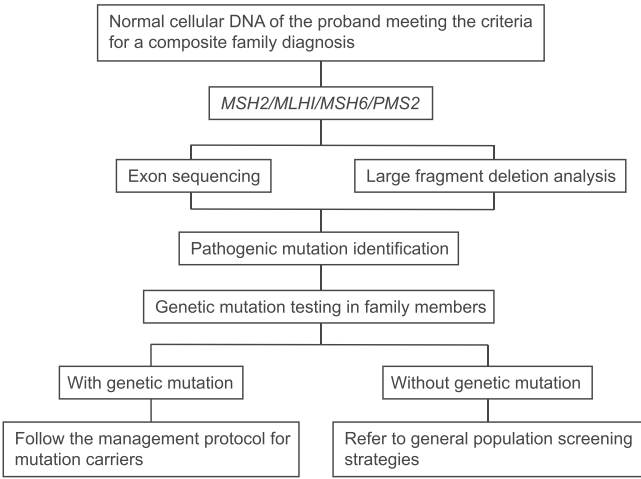 Normal cellular DNA of the proband meeting the criteria
for a composite family diagnosis
MSH2/MLHI/MSH6/PMS2
Exon sequencing
Large fragment deletion analysis
Pathogenic mutation identification
Genetic mutation testing in family members
With genetic mutation
Without genetic mutation
Follow the management protocol for
mutation carriers
Refer to general population screening
strategies